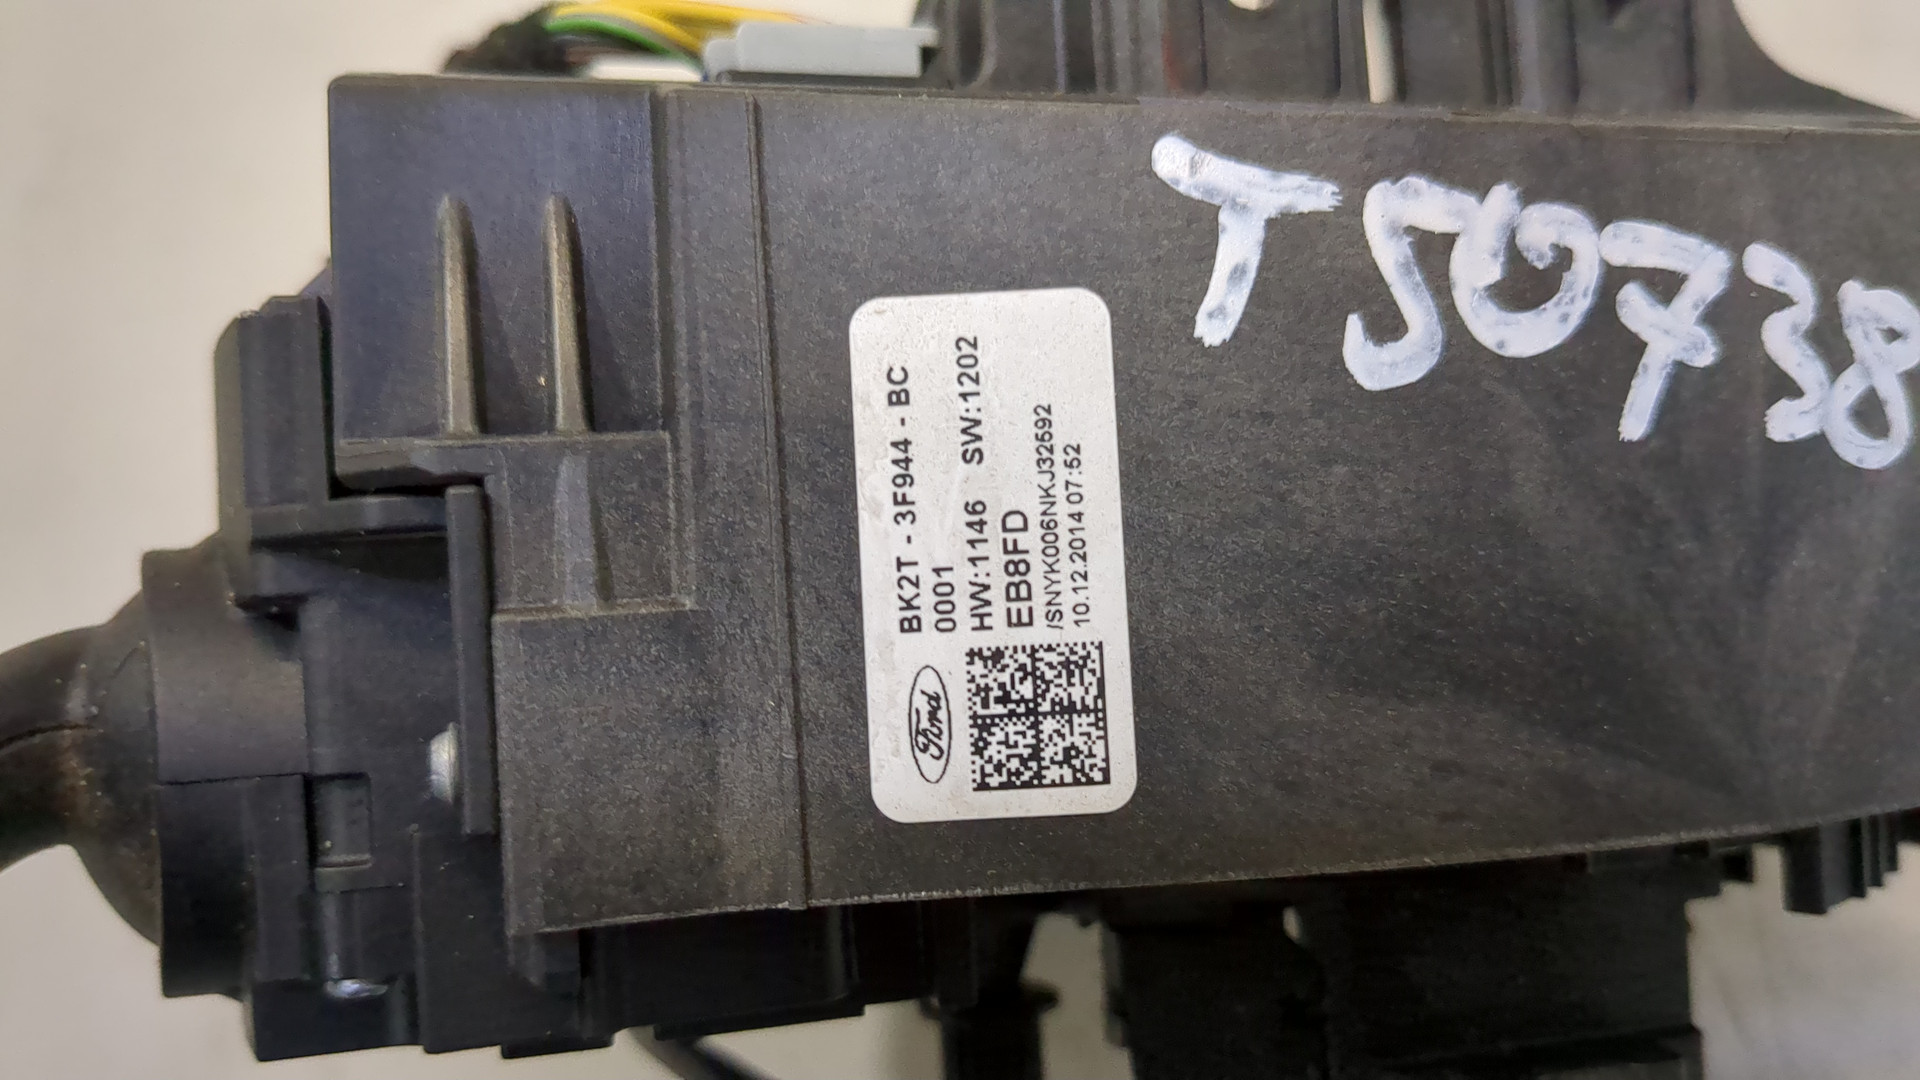 T50738
BK2T - 3F944 - BC
0001
HW:1146 SW:1202
EB8FD
/SNYK006NKJ32592
10.12.2014 07:52
Ford